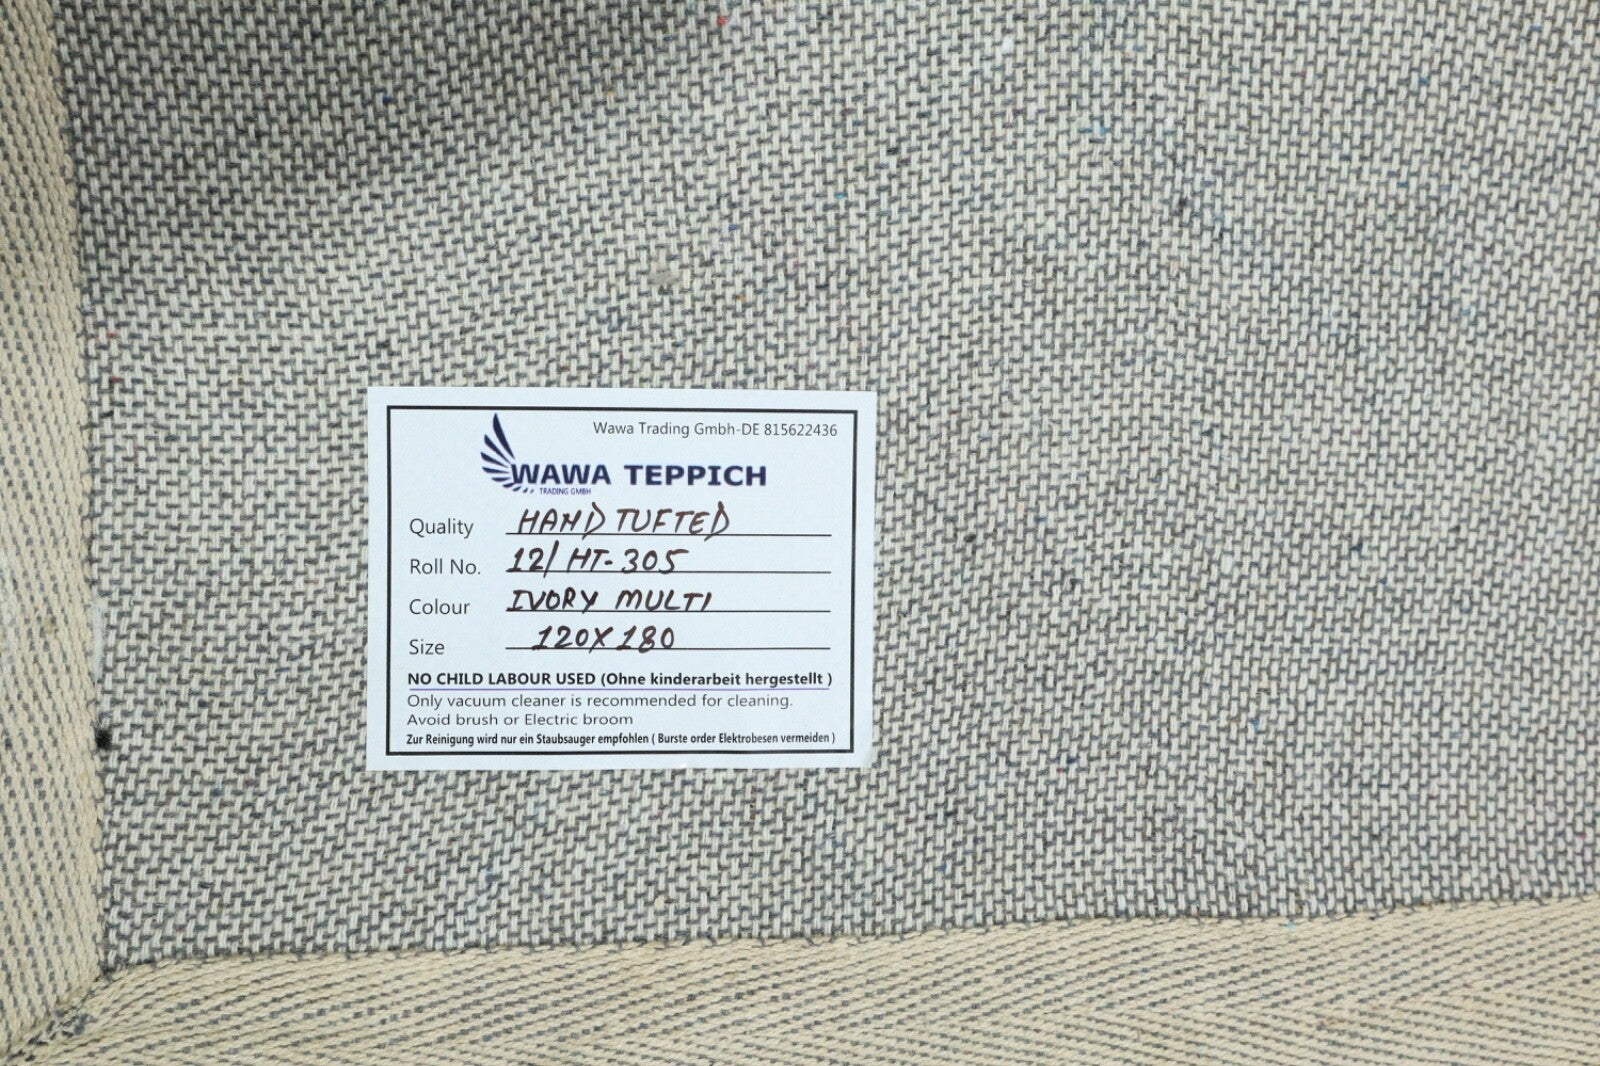 Wawa Trading Gmbh-DE 815622436
WAWA TEPPICH
TRADING GMBH
Quality HAND TUFTED
Roll No. 12/HT-305
Colour IVORY MULTI
Size 120X180
NO CHILD LABOUR USED (Ohne kinderarbeit hergestellt )
Only vacuum cleaner is recommended for cleaning.
Avoid brush or Electric broom
Zur Reinigung wird nur ein Staubsauger empfohlen ( Burste order Elektrobesen vermeiden )